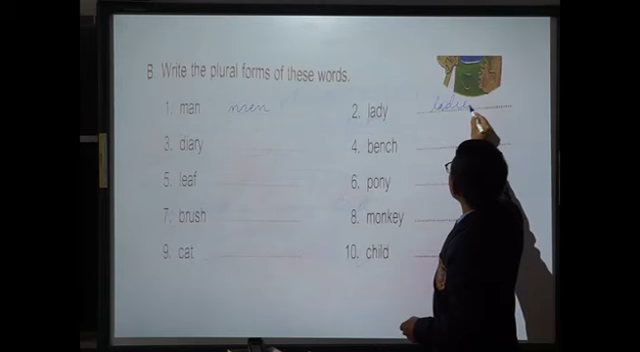 B. Write the plural forms of these words.
1. man men 2. lady ladie
3. diary 4. bench
5. leaf 6. pony
7. brush 8. monkey
9. cat 10. child